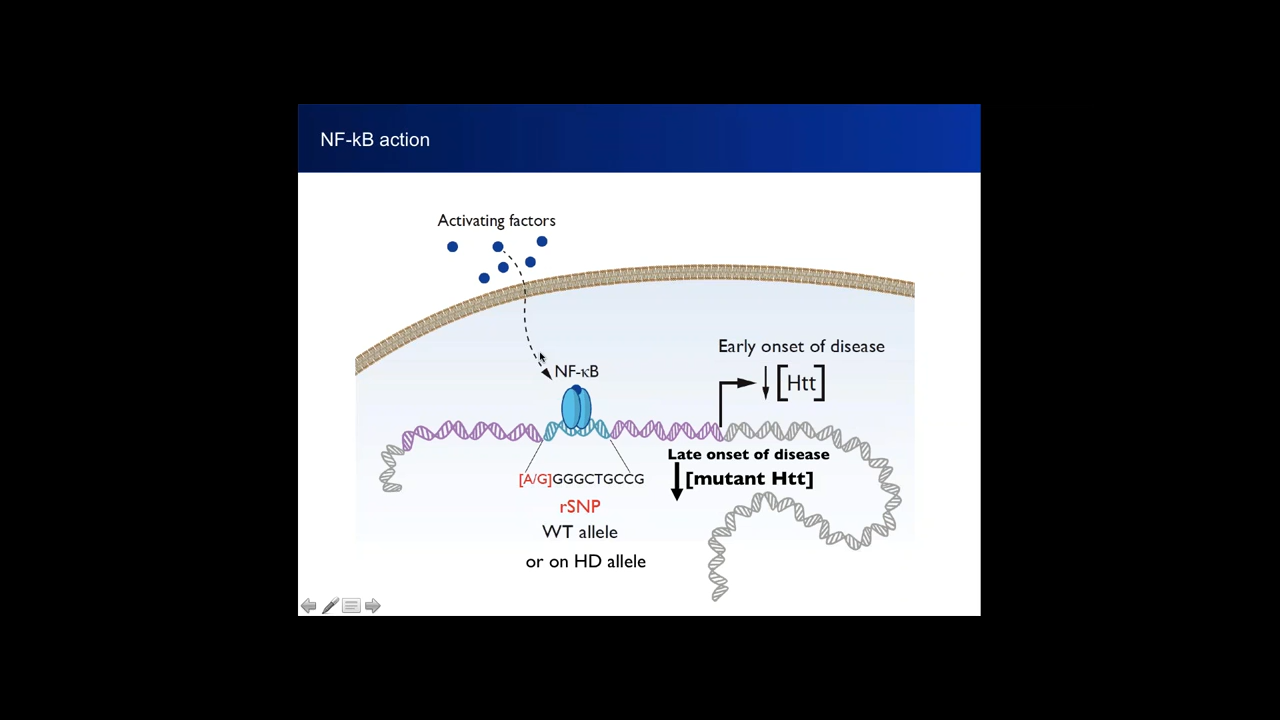 NF-kB action
Activating factors
Early onset of disease
NF-κB
↓ [Htt]
Late onset of disease
[A/G]GGGCTGCCG
↓ [mutant Htt]
rSNP
WT allele
or on HD allele